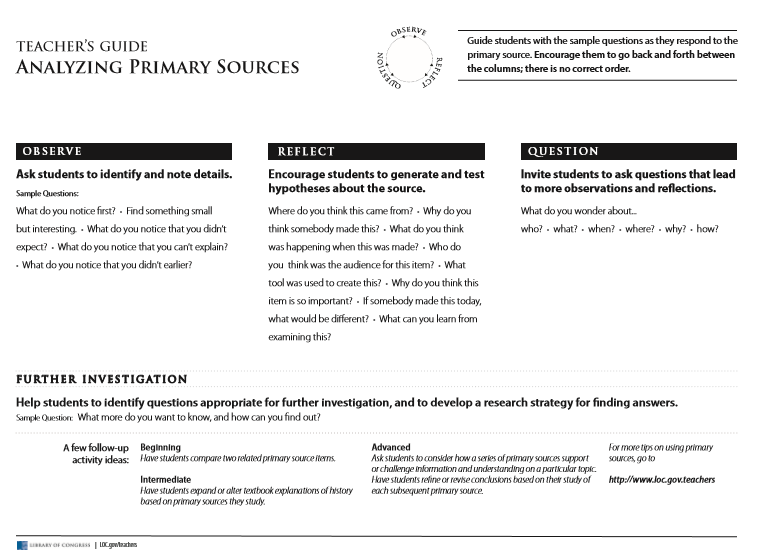 TEACHER'S GUIDE
ANALYZING PRIMARY SOURCES
OBSERVE
REFLECT
QUESTION
Guide students with the sample questions as they respond to the
primary source. Encourage them to go back and forth between
the columns; there is no correct order.
OBSERVE
Ask students to identify and note details.
Sample Questions:
What do you notice first? · Find something small
but interesting. · What do you notice that you didn't
expect? · What do you notice that you can't explain?
· What do you notice that you didn't earlier?
REFLECT
Encourage students to generate and test
hypotheses about the source.
Where do you think this came from? · Why do you
think somebody made this? · What do you think
was happening when this was made? · Who do
you think was the audience for this item? · What
tool was used to create this? · Why do you think this
item is so important? · If somebody made this today,
what would be different? · What can you learn from
examining this?
QUESTION
Invite students to ask questions that lead
to more observations and reflections.
What do you wonder about...
who? · what? · when? · where? · why? · how?
FURTHER INVESTIGATION
Help students to identify questions appropriate for further investigation, and to develop a research strategy for finding answers.
Sample Question: What more do you want to know, and how can you find out?
A few follow-up
activity ideas:
Beginning
Have students compare two related primary source items.
Intermediate
Have students expand or alter textbook explanations of history
based on primary sources they study.
Advanced
Ask students to consider how a series of primary sources support
or challenge information and understanding on a particular topic.
Have students refine or revise conclusions based on their study of
each subsequent primary source.
For more tips on using primary
sources, go to
http://www.loc.gov.teachers
LIBRARY OF CONGRESS | LOC.gov/teachers